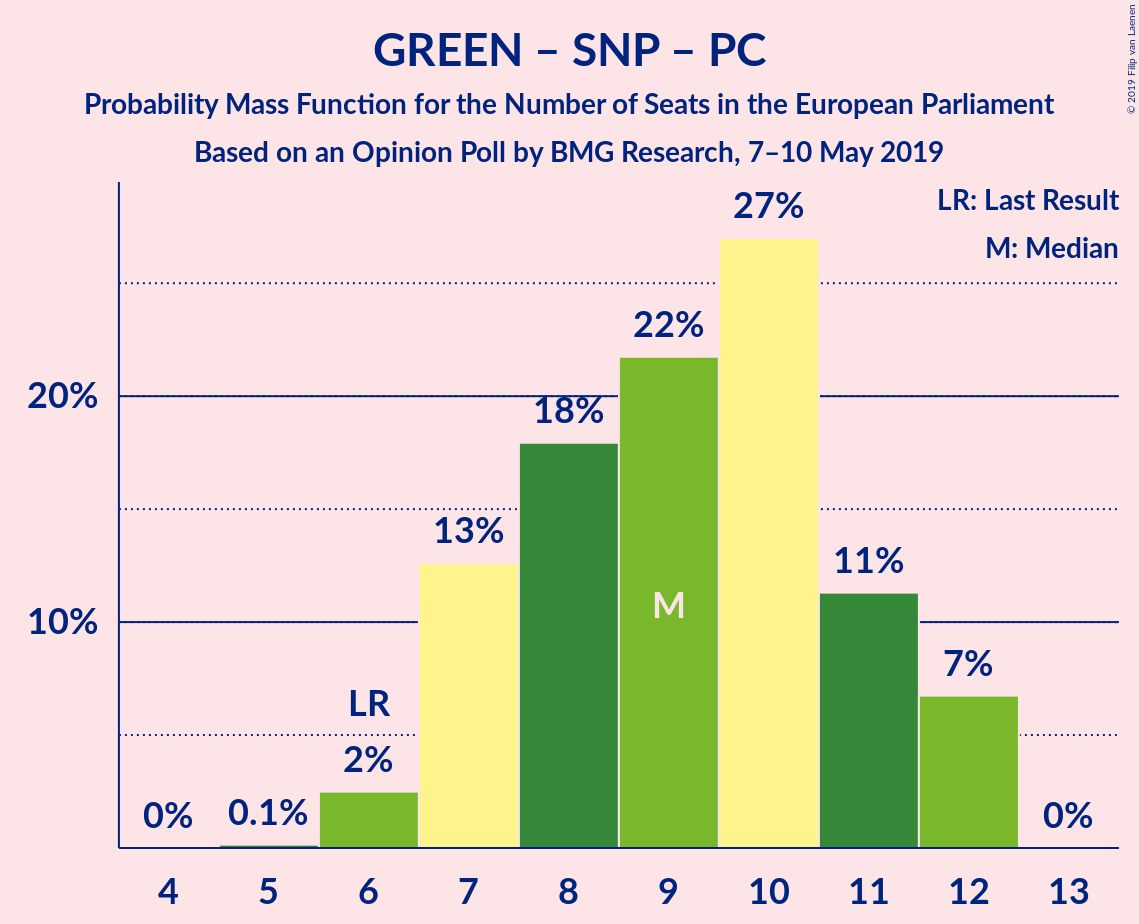 GREEN – SNP – PC
Probability Mass Function for the Number of Seats in the European Parliament
Based on an Opinion Poll by BMG Research, 7–10 May 2019
© 2019 Filip van Laenen
LR: Last Result
M: Median
20%
10%
0%
0.1%
LR
2%
13%
18%
22%
M
27%
11%
7%
0%
4 5 6 7 8 9 10 11 12 13